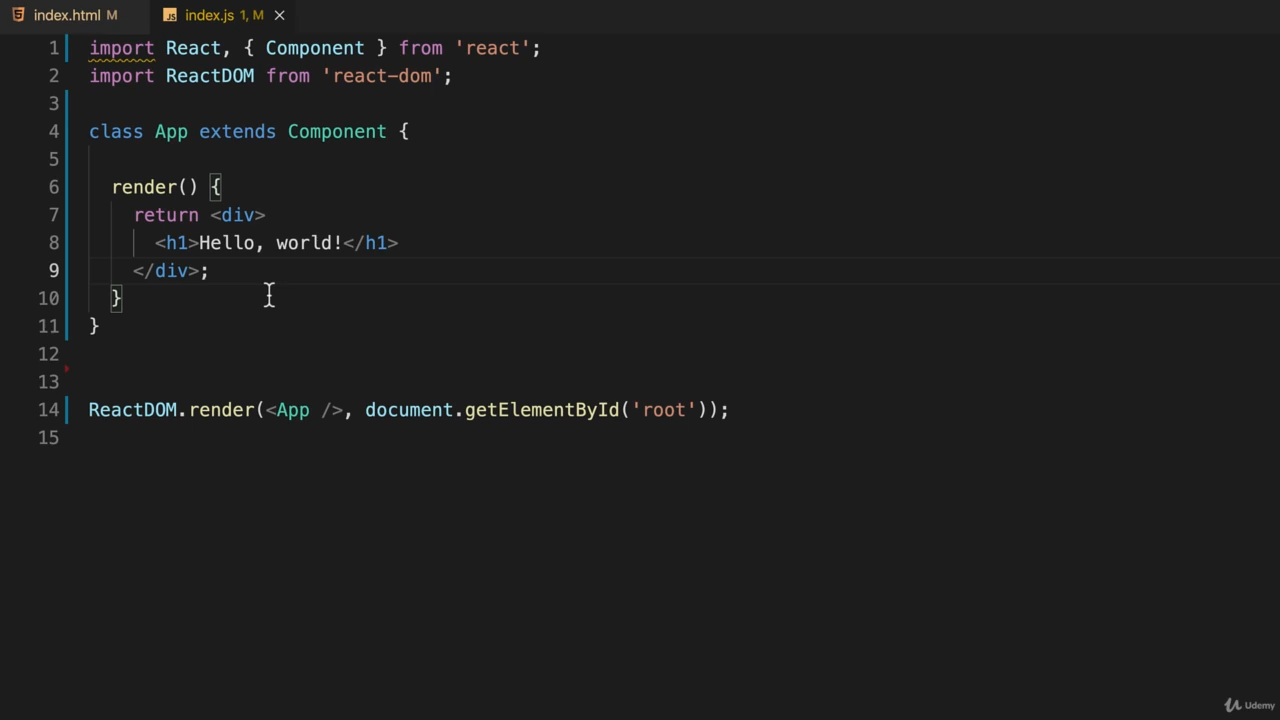 index.html M
JS index.js 1, M
1 import React, { Component } from 'react';
2 import ReactDOM from 'react-dom';
3
4 class App extends Component {
5
6 render() {
7 return <div>
8 <h1>Hello, world!</h1>
9 </div>;
10 }
11 }
12
13
14 ReactDOM.render(<App />, document.getElementById('root'));
15
Udemy